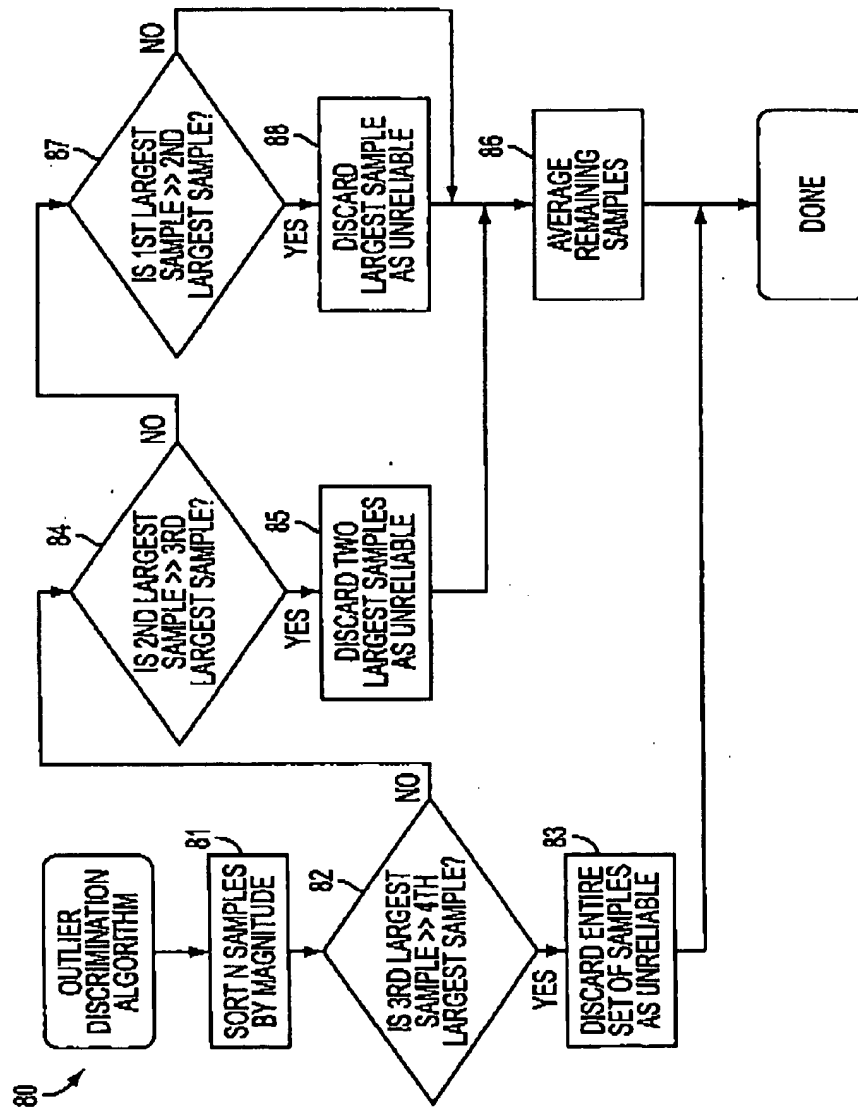 80
OUTLIER
DISCRIMINATION
ALGORITHM
81
SORT N SAMPLES
BY MAGNITUDE
82
IS 3RD LARGEST
SAMPLE >> 4TH
LARGEST SAMPLE?
NO
YES
83
DISCARD ENTIRE
SET OF SAMPLES
AS UNRELIABLE
84
IS 2ND LARGEST
SAMPLE >> 3RD
LARGEST SAMPLE?
NO
YES
85
DISCARD TWO
LARGEST SAMPLES
AS UNRELIABLE
87
IS 1ST LARGEST
SAMPLE >> 2ND
LARGEST SAMPLE?
NO
YES
88
DISCARD
LARGEST SAMPLE
AS UNRELIABLE
86
AVERAGE
REMAINING
SAMPLES
DONE